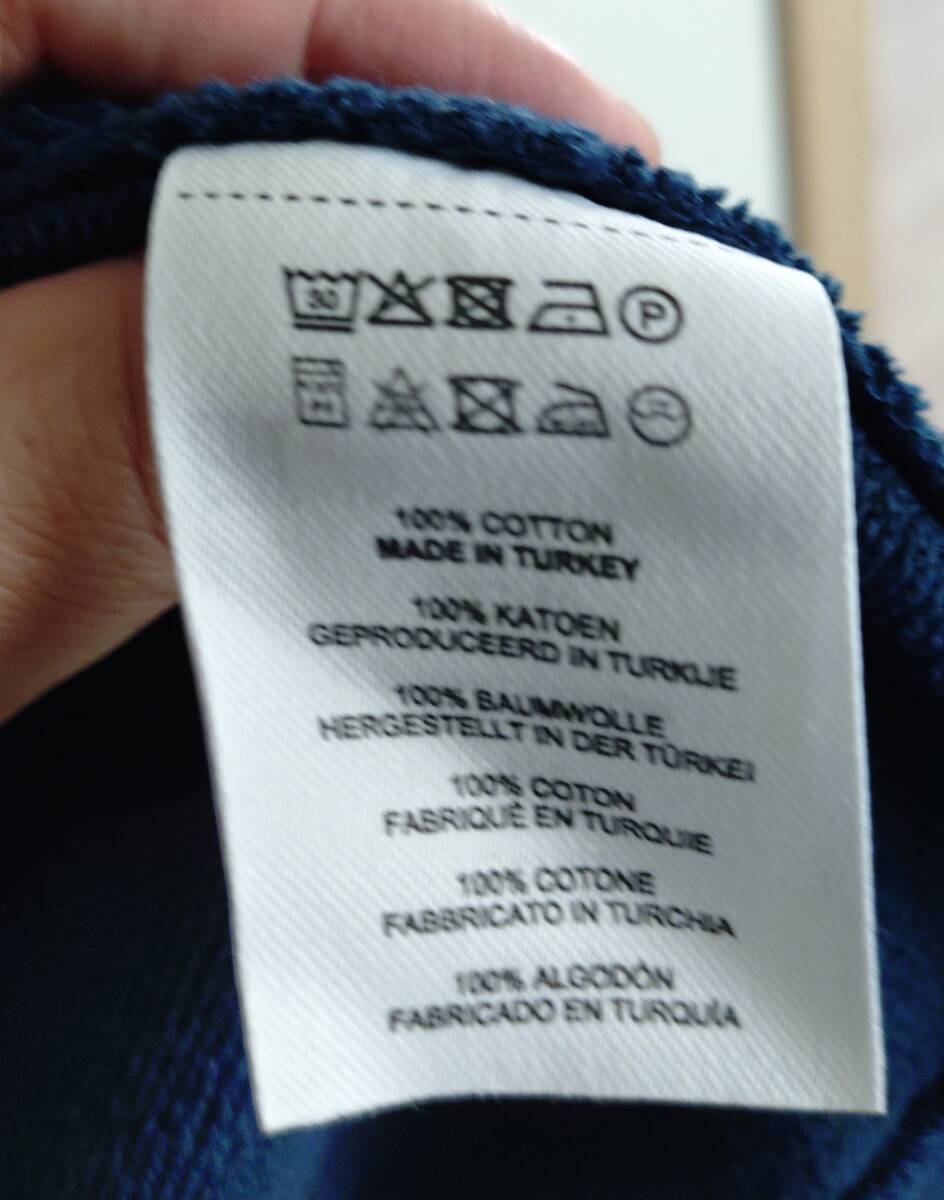 30
P
100% COTTON
MADE IN TURKEY
100% KATOEN
GEPRODUCEERD IN TURKIJE
100% BAUMWOLLE
HERGESTELLT IN DER TÜRKEI
100% COTON
FABRIQUÉ EN TURQUIE
100% COTONE
FABBRICATO IN TURCHIA
100% ALGODÓN
FABRICADO EN TURQUÍA